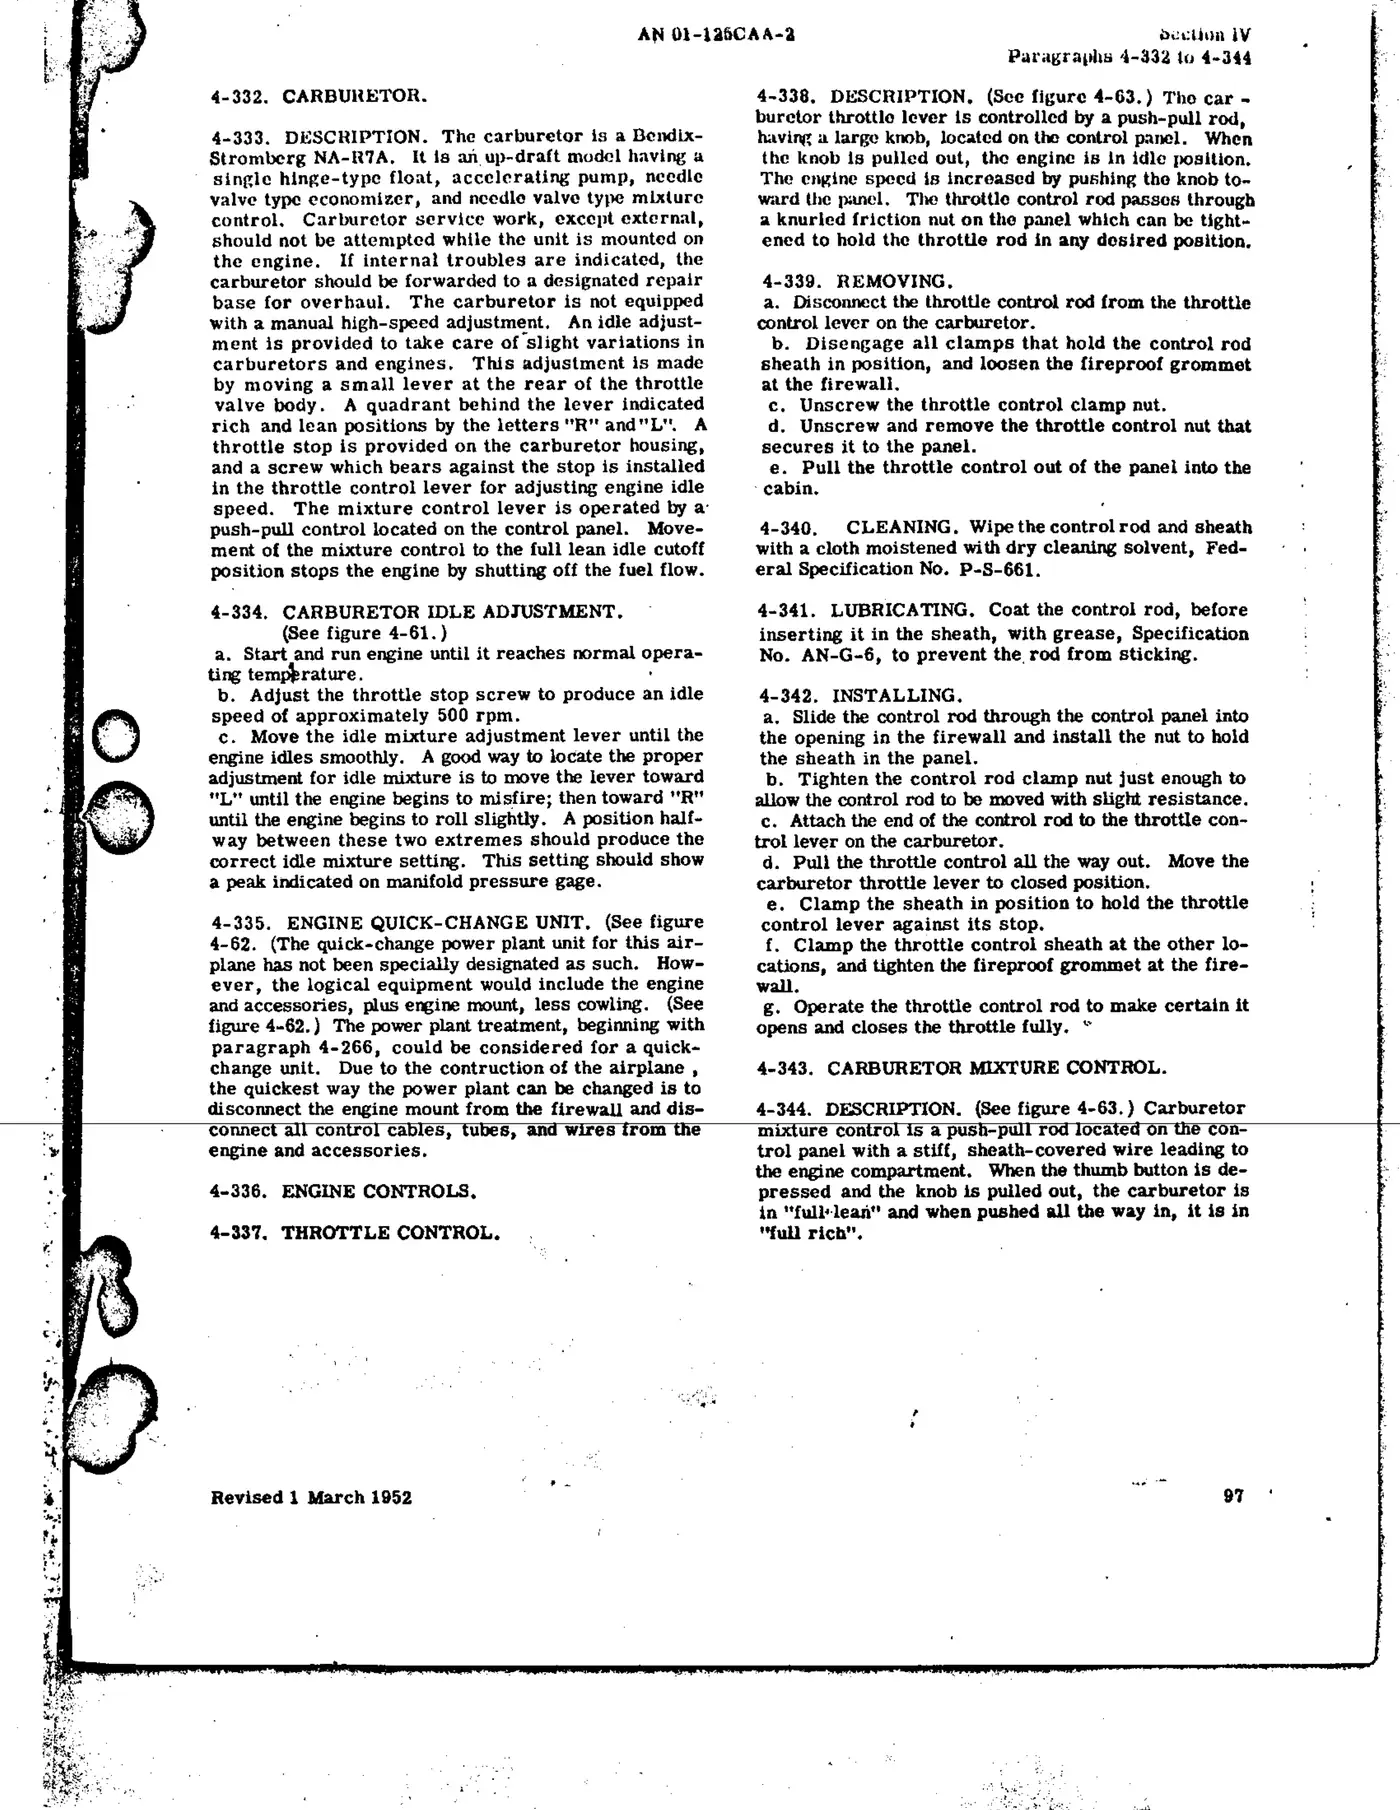 AN 01-125CAA-2
Section IV
Paragraphs 4-332 to 4-344
4-332. CARBURETOR.
4-333. DESCRIPTION. The carburetor is a Bendix-
Stromberg NA-R7A. It is an up-draft model having a
single hinge-type float, accelerating pump, needle
valve type economizer, and needle valve type mixture
control. Carburetor service work, except external,
should not be attempted while the unit is mounted on
the engine. If internal troubles are indicated, the
carburetor should be forwarded to a designated repair
base for overhaul. The carburetor is not equipped
with a manual high-speed adjustment. An idle adjust-
ment is provided to take care of slight variations in
carburetors and engines. This adjustment is made
by moving a small lever at the rear of the throttle
valve body. A quadrant behind the lever indicated
rich and lean positions by the letters "R" and "L". A
throttle stop is provided on the carburetor housing,
and a screw which bears against the stop is installed
in the throttle control lever for adjusting engine idle
speed. The mixture control lever is operated by a
push-pull control located on the control panel. Move-
ment of the mixture control to the full lean idle cutoff
position stops the engine by shutting off the fuel flow.
4-334. CARBURETOR IDLE ADJUSTMENT.
(See figure 4-61.)
a. Start and run engine until it reaches normal opera-
ting temperature.
b. Adjust the throttle stop screw to produce an idle
speed of approximately 500 rpm.
c. Move the idle mixture adjustment lever until the
engine idles smoothly. A good way to locate the proper
adjustment for idle mixture is to move the lever toward
"L" until the engine begins to misfire; then toward "R"
until the engine begins to roll slightly. A position half-
way between these two extremes should produce the
correct idle mixture setting. This setting should show
a peak indicated on manifold pressure gage.
4-335. ENGINE QUICK-CHANGE UNIT. (See figure
4-62. (The quick-change power plant unit for this air-
plane has not been specially designated as such. How-
ever, the logical equipment would include the engine
and accessories, plus engine mount, less cowling. (See
figure 4-62.) The power plant treatment, beginning with
paragraph 4-266, could be considered for a quick-
change unit. Due to the contruction of the airplane ,
the quickest way the power plant can be changed is to
disconnect the engine mount from the firewall and dis-
connect all control cables, tubes, and wires from the
engine and accessories.
4-336. ENGINE CONTROLS.
4-337. THROTTLE CONTROL.
4-338. DESCRIPTION. (See figure 4-63.) The car -
buretor throttle lever is controlled by a push-pull rod,
having a large knob, located on the control panel. When
the knob is pulled out, the engine is in idle position.
The engine speed is increased by pushing the knob to-
ward the panel. The throttle control rod passes through
a knurled friction nut on the panel which can be tight-
ened to hold the throttle rod in any desired position.
4-339. REMOVING.
a. Disconnect the throttle control rod from the throttle
control lever on the carburetor.
b. Disengage all clamps that hold the control rod
sheath in position, and loosen the fireproof grommet
at the firewall.
c. Unscrew the throttle control clamp nut.
d. Unscrew and remove the throttle control nut that
secures it to the panel.
e. Pull the throttle control out of the panel into the
cabin.
4-340. CLEANING. Wipe the control rod and sheath
with a cloth moistened with dry cleaning solvent, Fed-
eral Specification No. P-S-661.
4-341. LUBRICATING. Coat the control rod, before
inserting it in the sheath, with grease, Specification
No. AN-G-6, to prevent the rod from sticking.
4-342. INSTALLING.
a. Slide the control rod through the control panel into
the opening in the firewall and install the nut to hold
the sheath in the panel.
b. Tighten the control rod clamp nut just enough to
allow the control rod to be moved with slight resistance.
c. Attach the end of the control rod to the throttle con-
trol lever on the carburetor.
d. Pull the throttle control all the way out. Move the
carburetor throttle lever to closed position.
e. Clamp the sheath in position to hold the throttle
control lever against its stop.
f. Clamp the throttle control sheath at the other lo-
cations, and tighten the fireproof grommet at the fire-
wall.
g. Operate the throttle control rod to make certain it
opens and closes the throttle fully.
4-343. CARBURETOR MIXTURE CONTROL.
4-344. DESCRIPTION. (See figure 4-63.) Carburetor
mixture control is a push-pull rod located on the con-
trol panel with a stiff, sheath-covered wire leading to
the engine compartment. When the thumb button is de-
pressed and the knob is pulled out, the carburetor is
in "full lean" and when pushed all the way in, it is in
"full rich".
Revised 1 March 1952
97